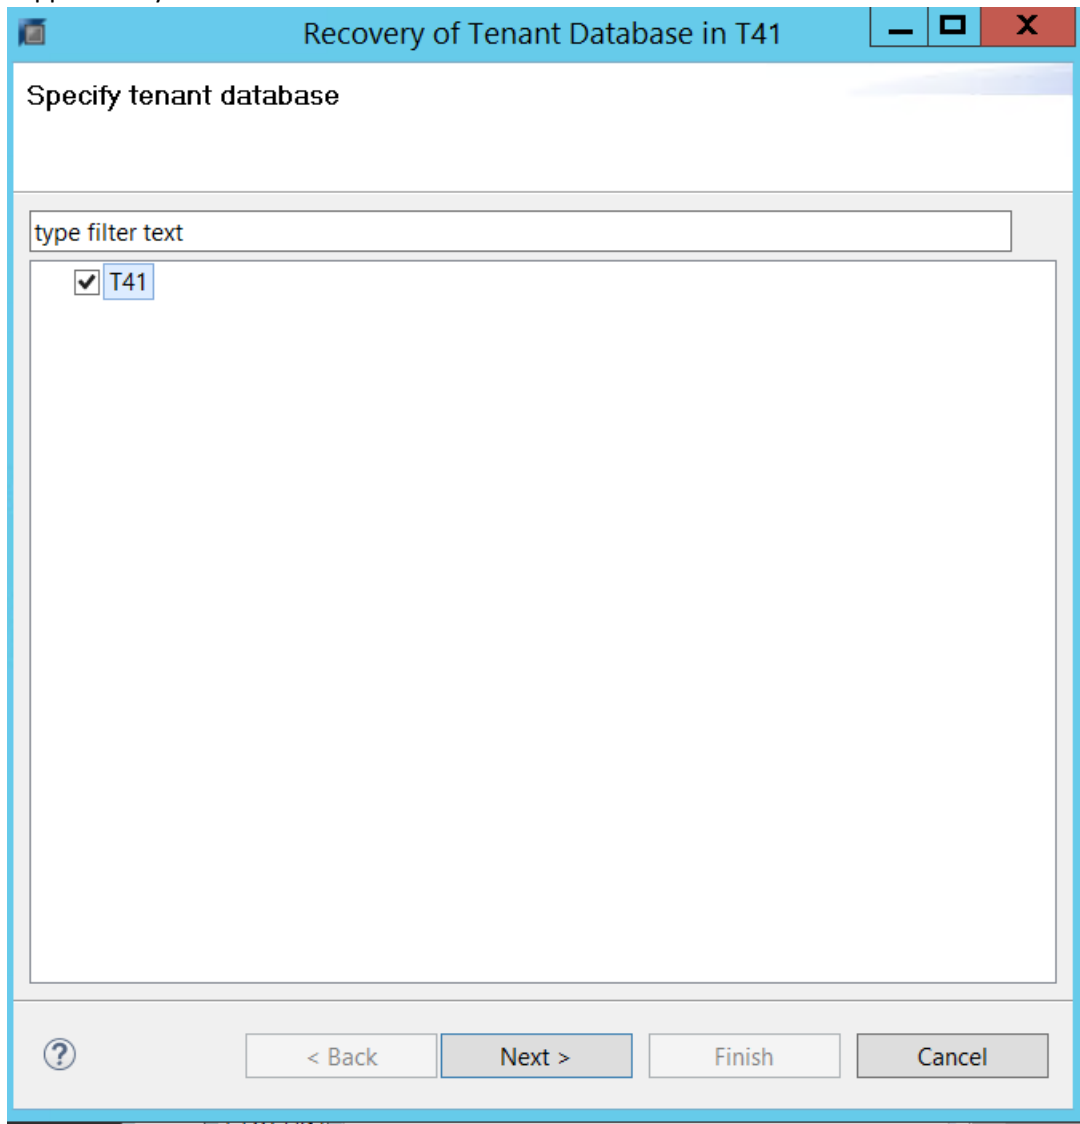 Recovery of Tenant Database in T41
X
Specify tenant database
type filter text
T41
?
< Back
Next >
Finish
Cancel